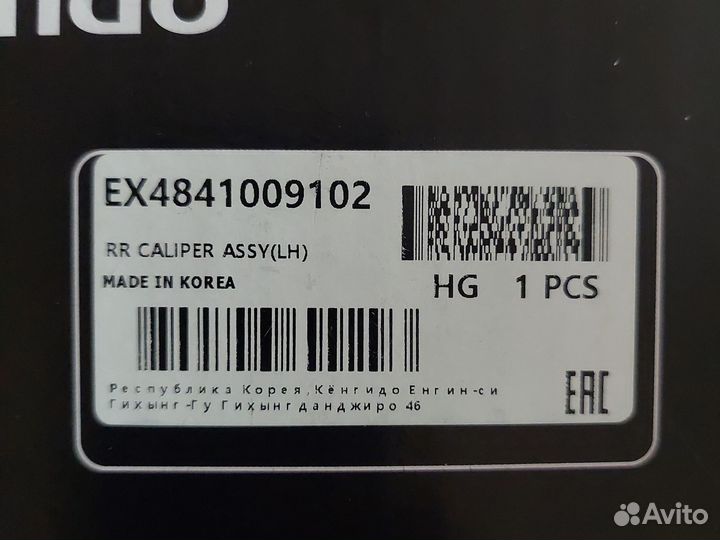 EX4841009102
RR CALIPER ASSY(LH)
MADE IN KOREA
HG 1 PCS
Республика Корея,Кёнгидо Енгин-си
Гихынг-Гу Гихынгданджиро 46
EAC
Avito